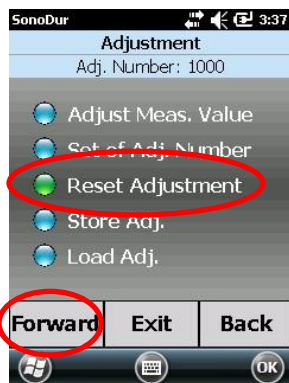 SonoDur 3:37
Adjustment
Adj. Number: 1000
Adjust Meas. Value
Set of Adj. Number
Reset Adjustment
Store Adj.
Load Adj.
Forward Exit Back
OK